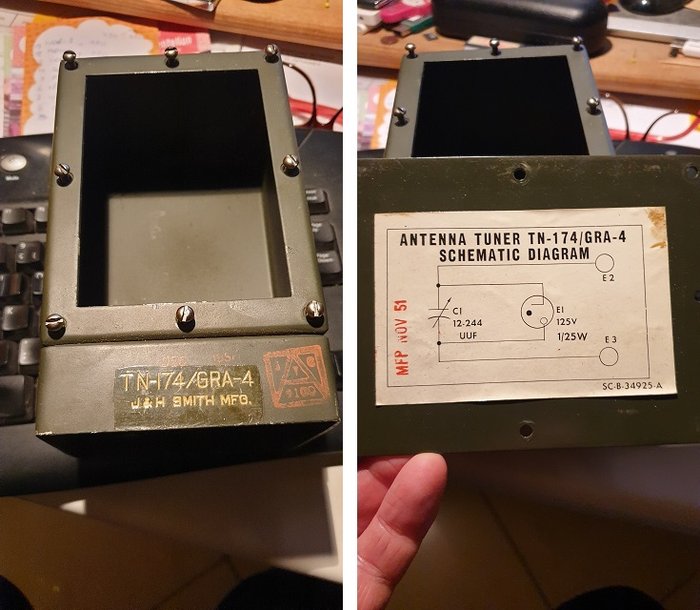 TN-174/GRA-4
J & H SMITH MFG.
ANTENNA TUNER TN-174/GRA-4
SCHEMATIC DIAGRAM
E 2
MFP NOV 51
C1
12-244
UUF
E1
125V
1/25W
E 3
SC-B-34925-A